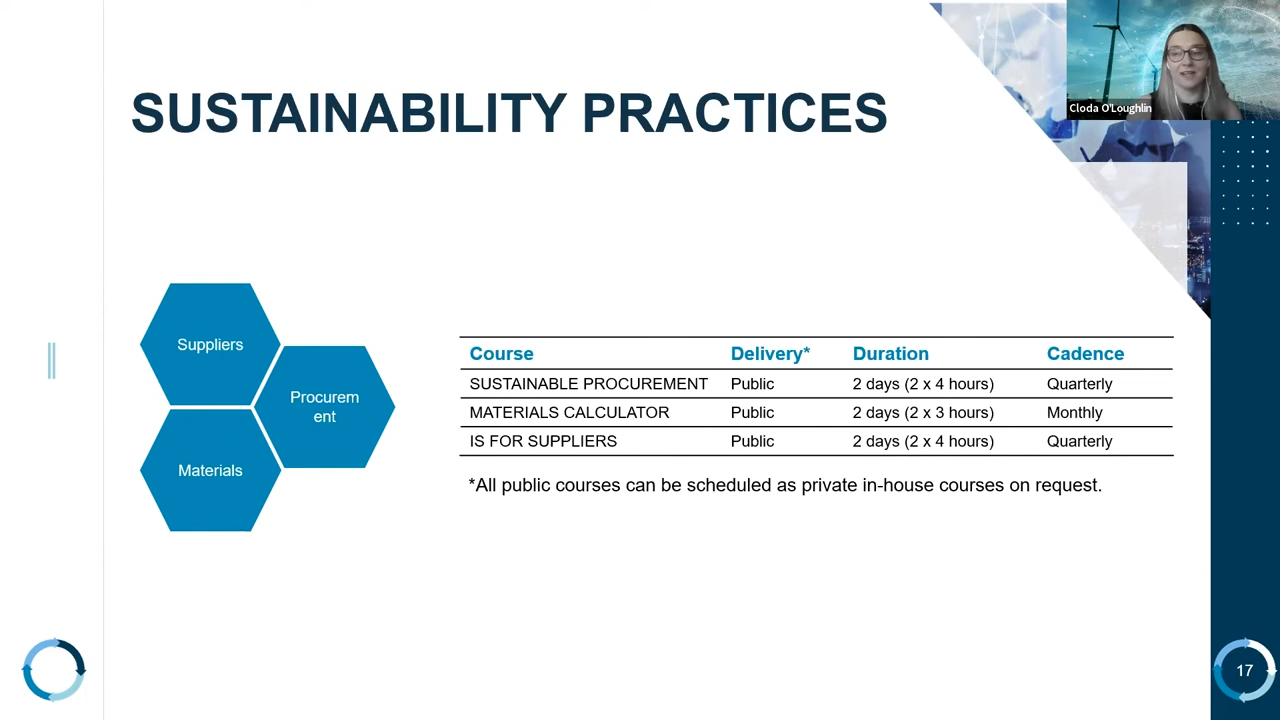 SUSTAINABILITY PRACTICES
Cloda O'Loughlin
Suppliers
Procurem
ent
Materials
Course Delivery* Duration Cadence
SUSTAINABLE PROCUREMENT Public 2 days (2 x 4 hours) Quarterly
MATERIALS CALCULATOR Public 2 days (2 x 3 hours) Monthly
IS FOR SUPPLIERS Public 2 days (2 x 4 hours) Quarterly
*All public courses can be scheduled as private in-house courses on request.
17